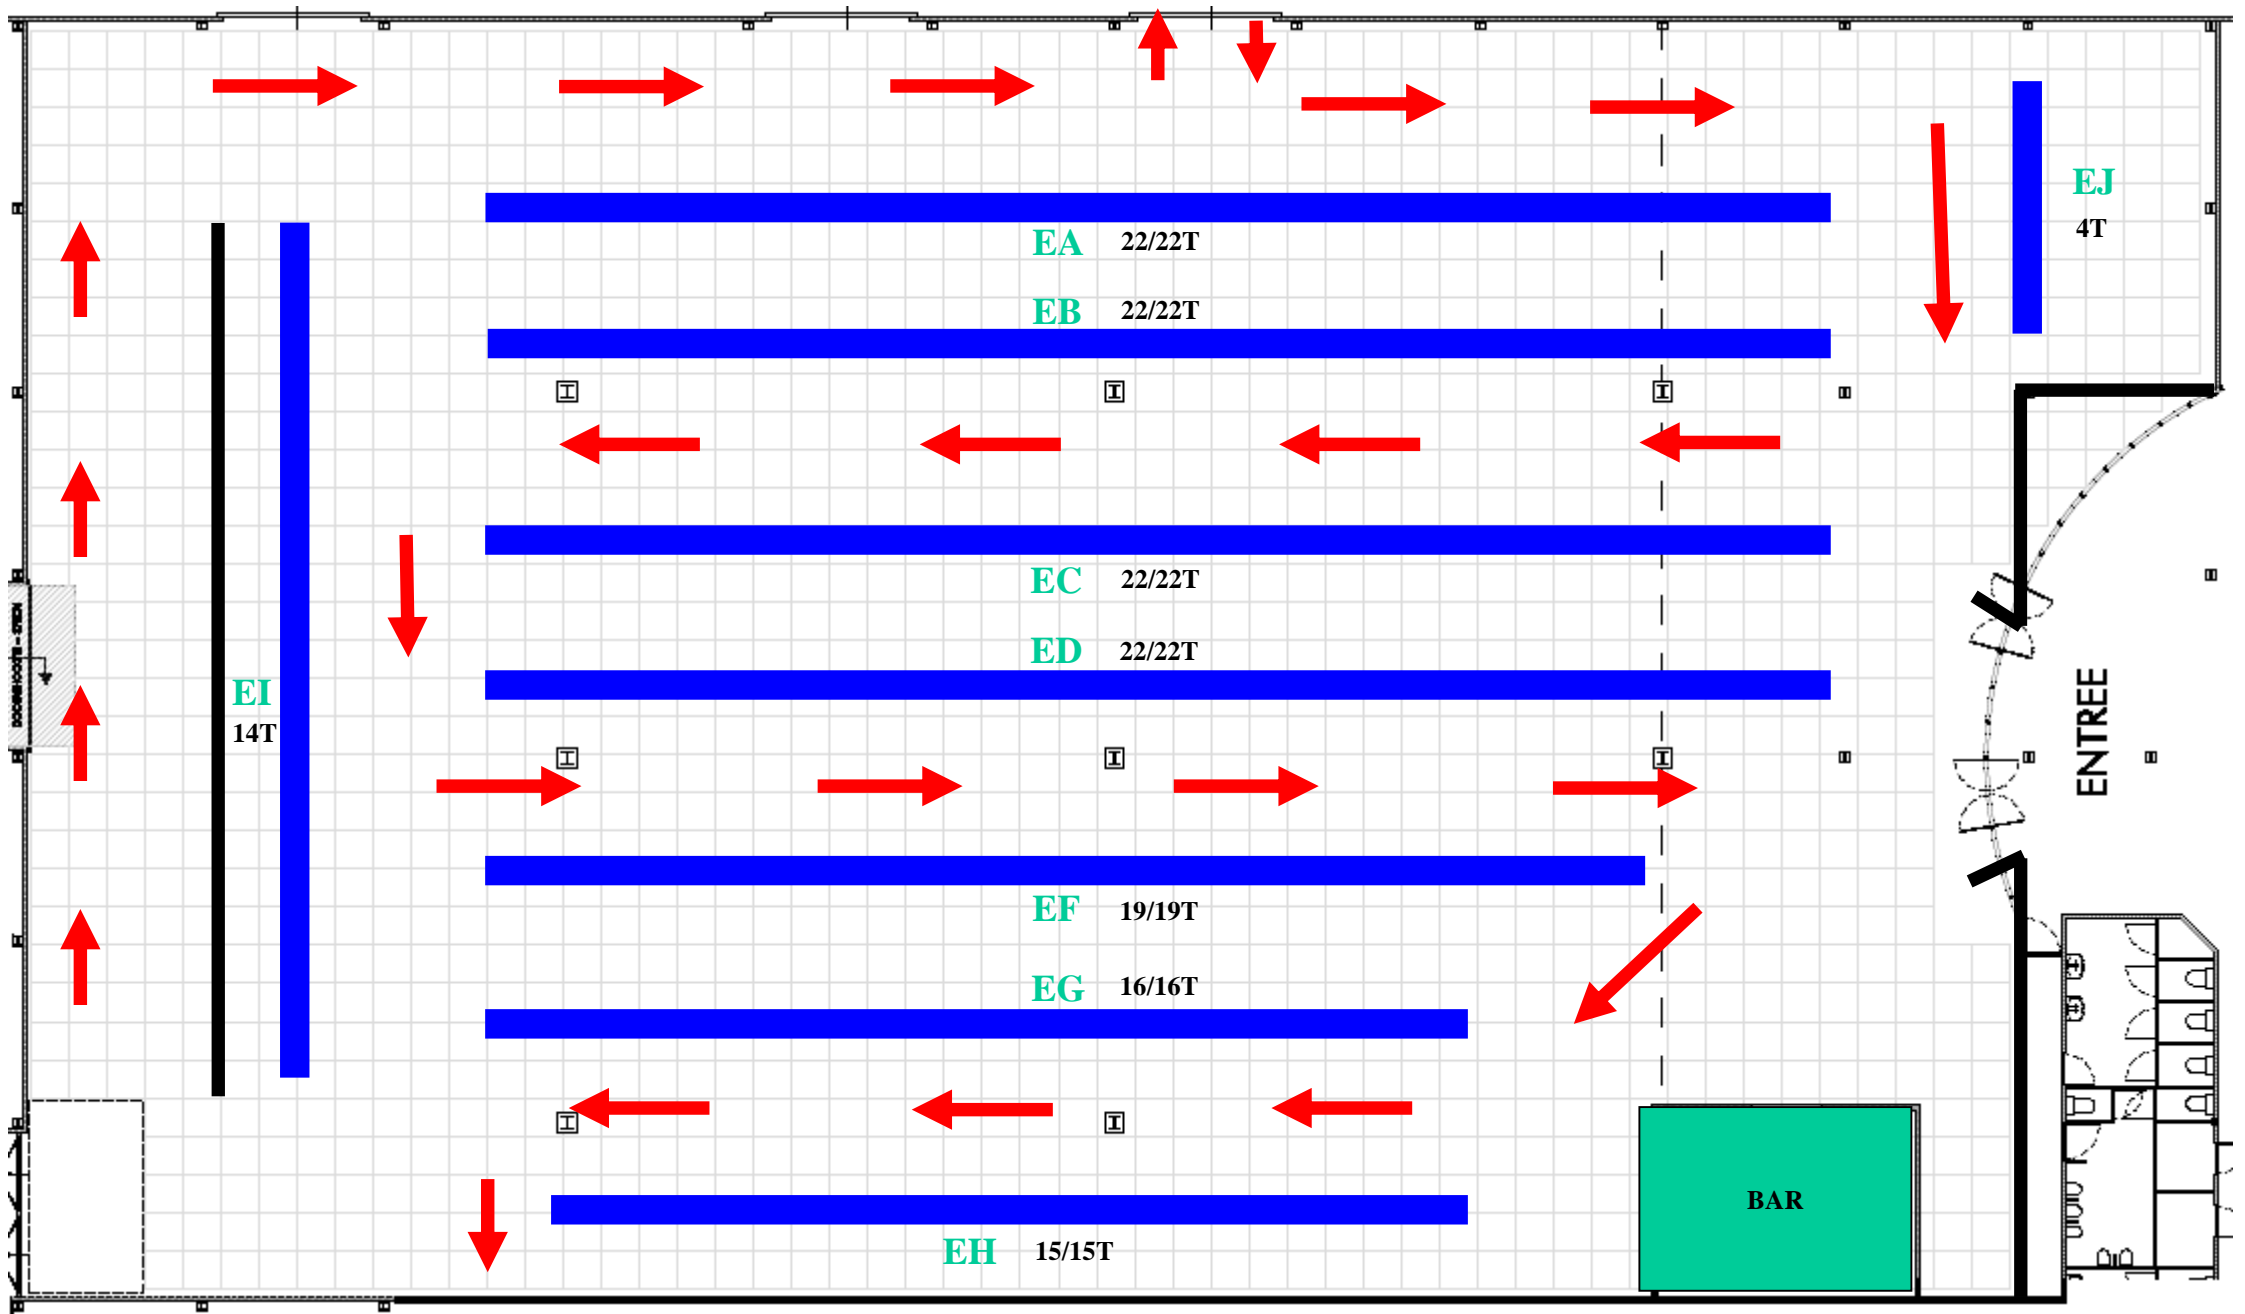 EJ
4T
EA 22/22T
EB 22/22T
EC 22/22T
ED 22/22T
EI
14T
ENTREE
EF 19/19T
EG 16/16T
BAR
EH 15/15T